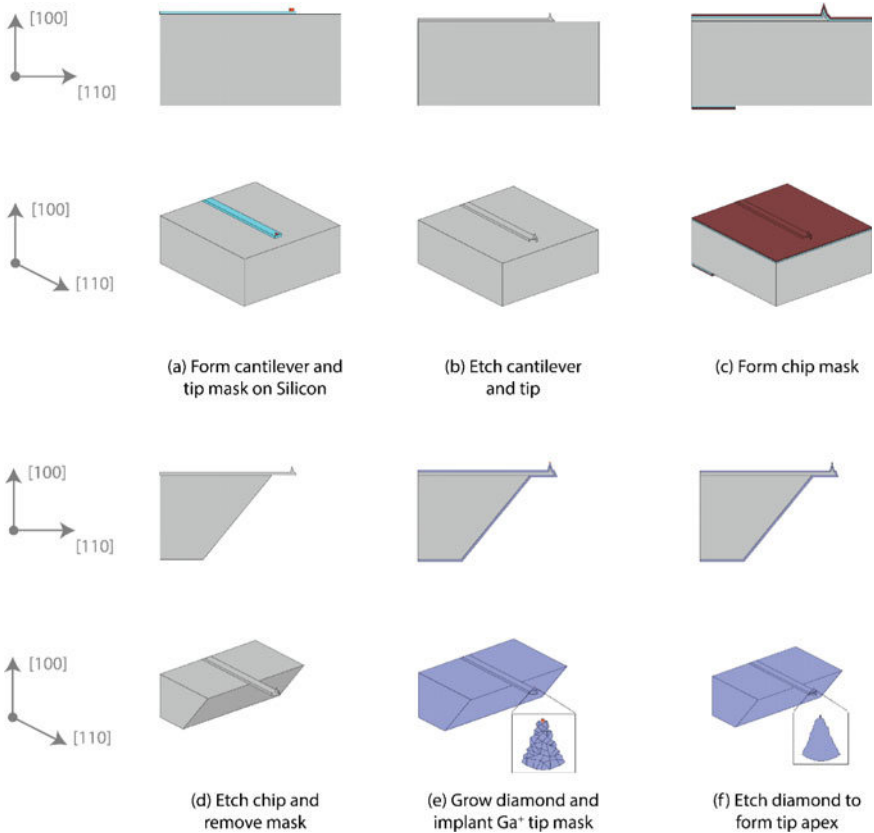 [100]
[110]
[100]
[110]
(a) Form cantilever and
tip mask on Silicon
(b) Etch cantilever
and tip
(c) Form chip mask
[100]
[110]
[100]
[110]
(d) Etch chip and
remove mask
(e) Grow diamond and
implant Ga⁺ tip mask
(f) Etch diamond to
form tip apex